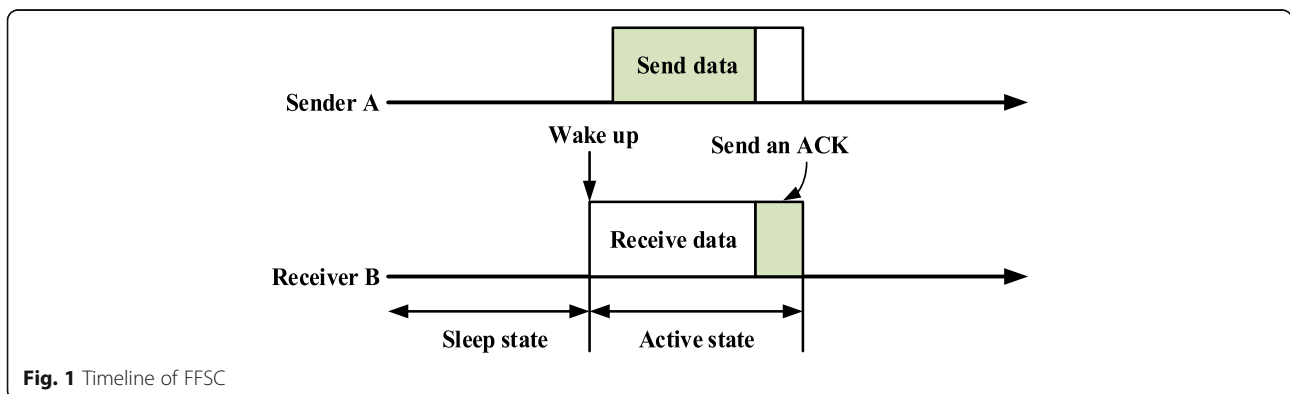 Send data
Sender A
Wake up
Send an ACK
Receive data
Receiver B
Sleep state
Active state
Fig. 1 Timeline of FFSC